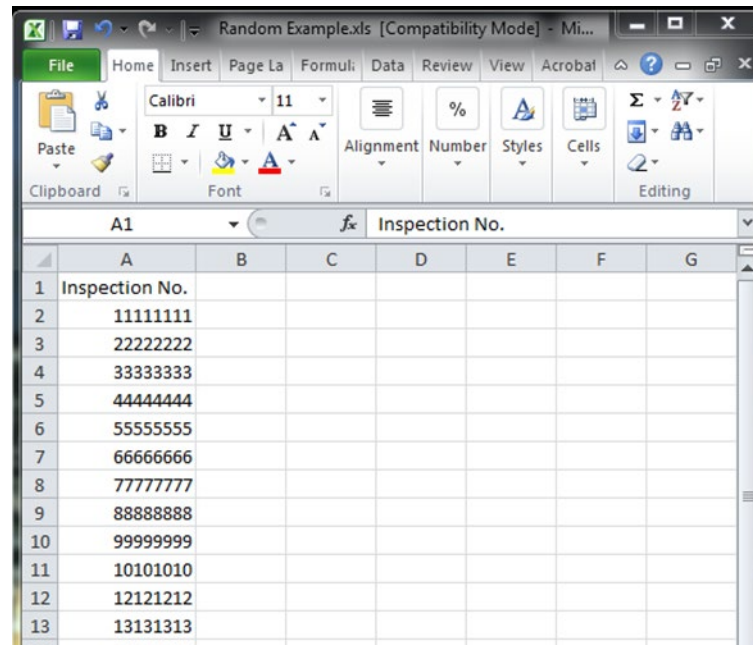 Random Example.xls [Compatibility Mode] - Mi...
File Home Insert Page La Formula Data Review View Acrobat
Calibri 11
B I U A A
Paste
A
% A
Alignment Number Styles Cells
Σ
Clipboard Font Editing
A1 fx Inspection No.
A B C D E F G
1 Inspection No.
2 11111111
3 22222222
4 33333333
5 44444444
6 55555555
7 66666666
8 77777777
9 88888888
10 99999999
11 10101010
12 12121212
13 13131313